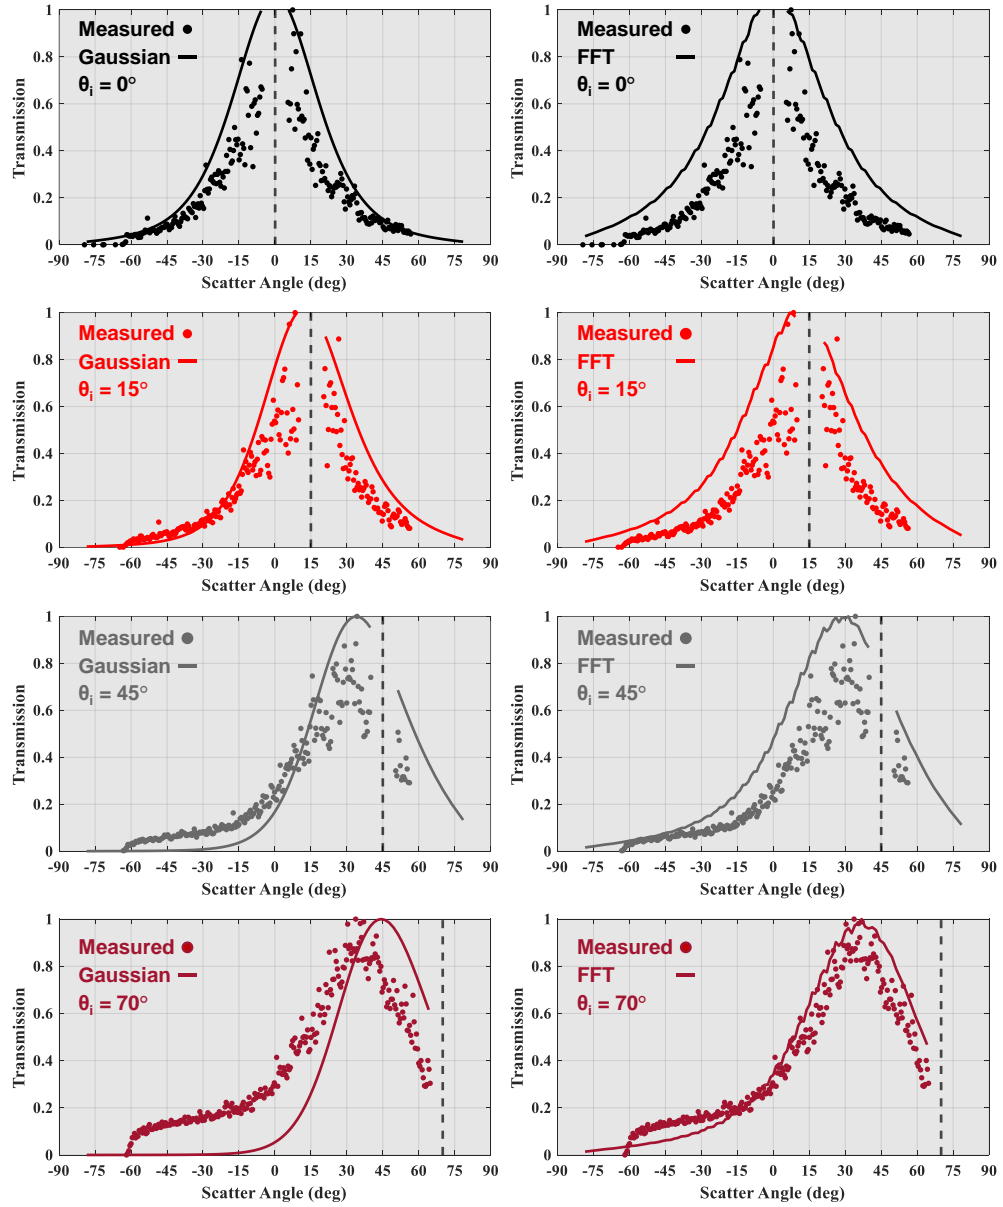 Measured
Gaussian
θi = 0°
1
0.8
0.6
0.4
0.2
0
Transmission
-90 -75 -60 -45 -30 -15 0 15 30 45 60 75 90
Scatter Angle (deg)
Measured
FFT
θi = 0°
1
0.8
0.6
0.4
0.2
0
Transmission
-90 -75 -60 -45 -30 -15 0 15 30 45 60 75 90
Scatter Angle (deg)
Measured
Gaussian
θi = 15°
1
0.8
0.6
0.4
0.2
0
Transmission
-90 -75 -60 -45 -30 -15 0 15 30 45 60 75 90
Scatter Angle (deg)
Measured
FFT
θi = 15°
1
0.8
0.6
0.4
0.2
0
Transmission
-90 -75 -60 -45 -30 -15 0 15 30 45 60 75 90
Scatter Angle (deg)
Measured
Gaussian
θi = 45°
1
0.8
0.6
0.4
0.2
0
Transmission
-90 -75 -60 -45 -30 -15 0 15 30 45 60 75 90
Scatter Angle (deg)
Measured
FFT
θi = 45°
1
0.8
0.6
0.4
0.2
0
Transmission
-90 -75 -60 -45 -30 -15 0 15 30 45 60 75 90
Scatter Angle (deg)
Measured
Gaussian
θi = 70°
1
0.8
0.6
0.4
0.2
0
Transmission
-90 -75 -60 -45 -30 -15 0 15 30 45 60 75 90
Scatter Angle (deg)
Measured
FFT
θi = 70°
1
0.8
0.6
0.4
0.2
0
Transmission
-90 -75 -60 -45 -30 -15 0 15 30 45 60 75 90
Scatter Angle (deg)